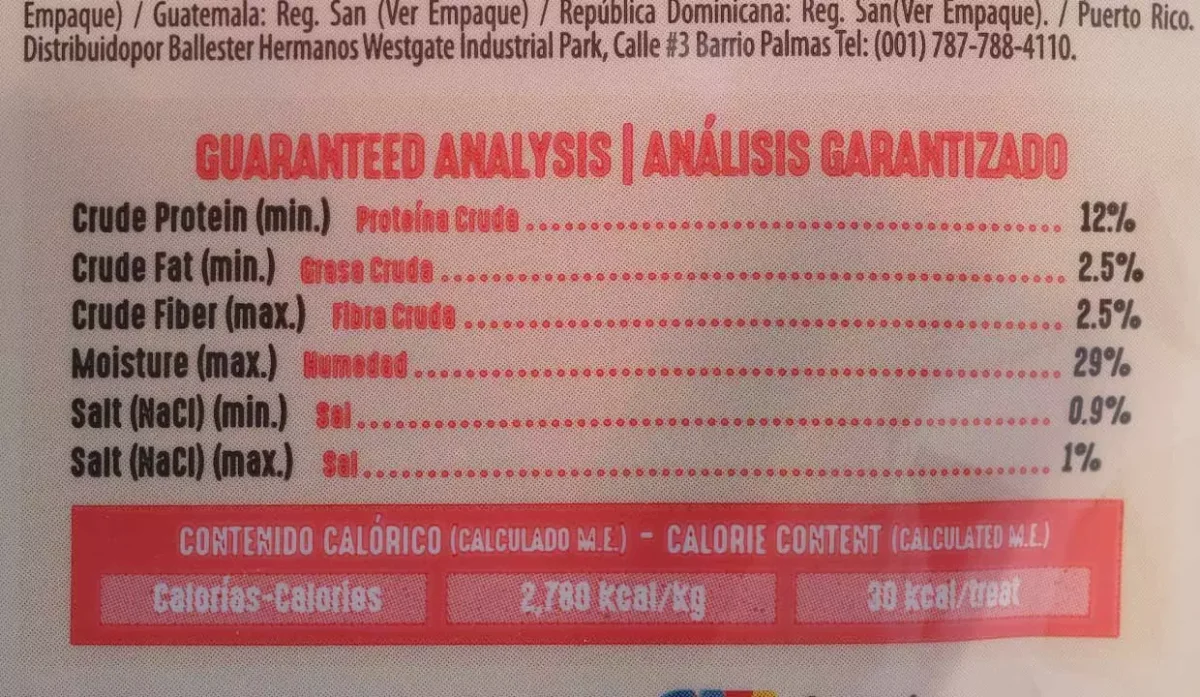 Empaque) / Guatemala: Reg. San (Ver Empaque) / República Dominicana: Reg. San(Ver Empaque). / Puerto Rico.
Distribuidopor Ballester Hermanos Westgate Industrial Park, Calle #3 Barrio Palmas Tel: (001) 787-788-4110.
GUARANTEED ANALYSIS | ANÁLISIS GARANTIZADO
Crude Protein (min.) Proteína Cruda 12%
Crude Fat (min.) Grasa Cruda 2.5%
Crude Fiber (max.) Fibra Cruda 2.5%
Moisture (max.) Humedad 29%
Salt (NaCl) (min.) Sal 0.9%
Salt (NaCl) (max.) Sal 1%
CONTENIDO CALÓRICO (CALCULADO M.E.) - CALORIE CONTENT (CALCULATED M.E.)
Calorías-Calories 2,780 kcal/kg 30 kcal/treat